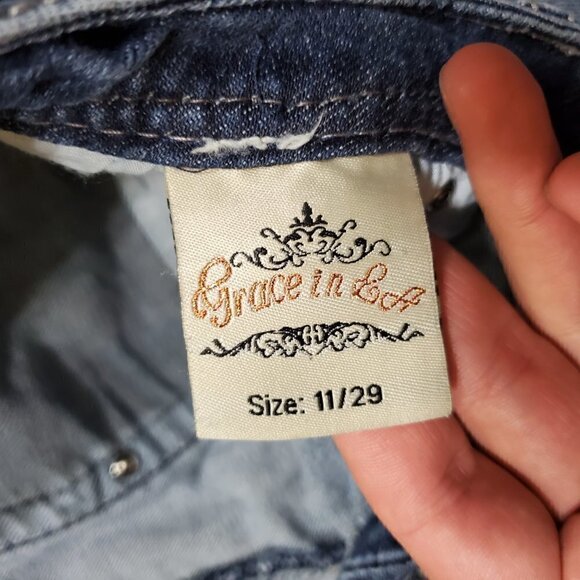 Grace in LA
Size: 11/29